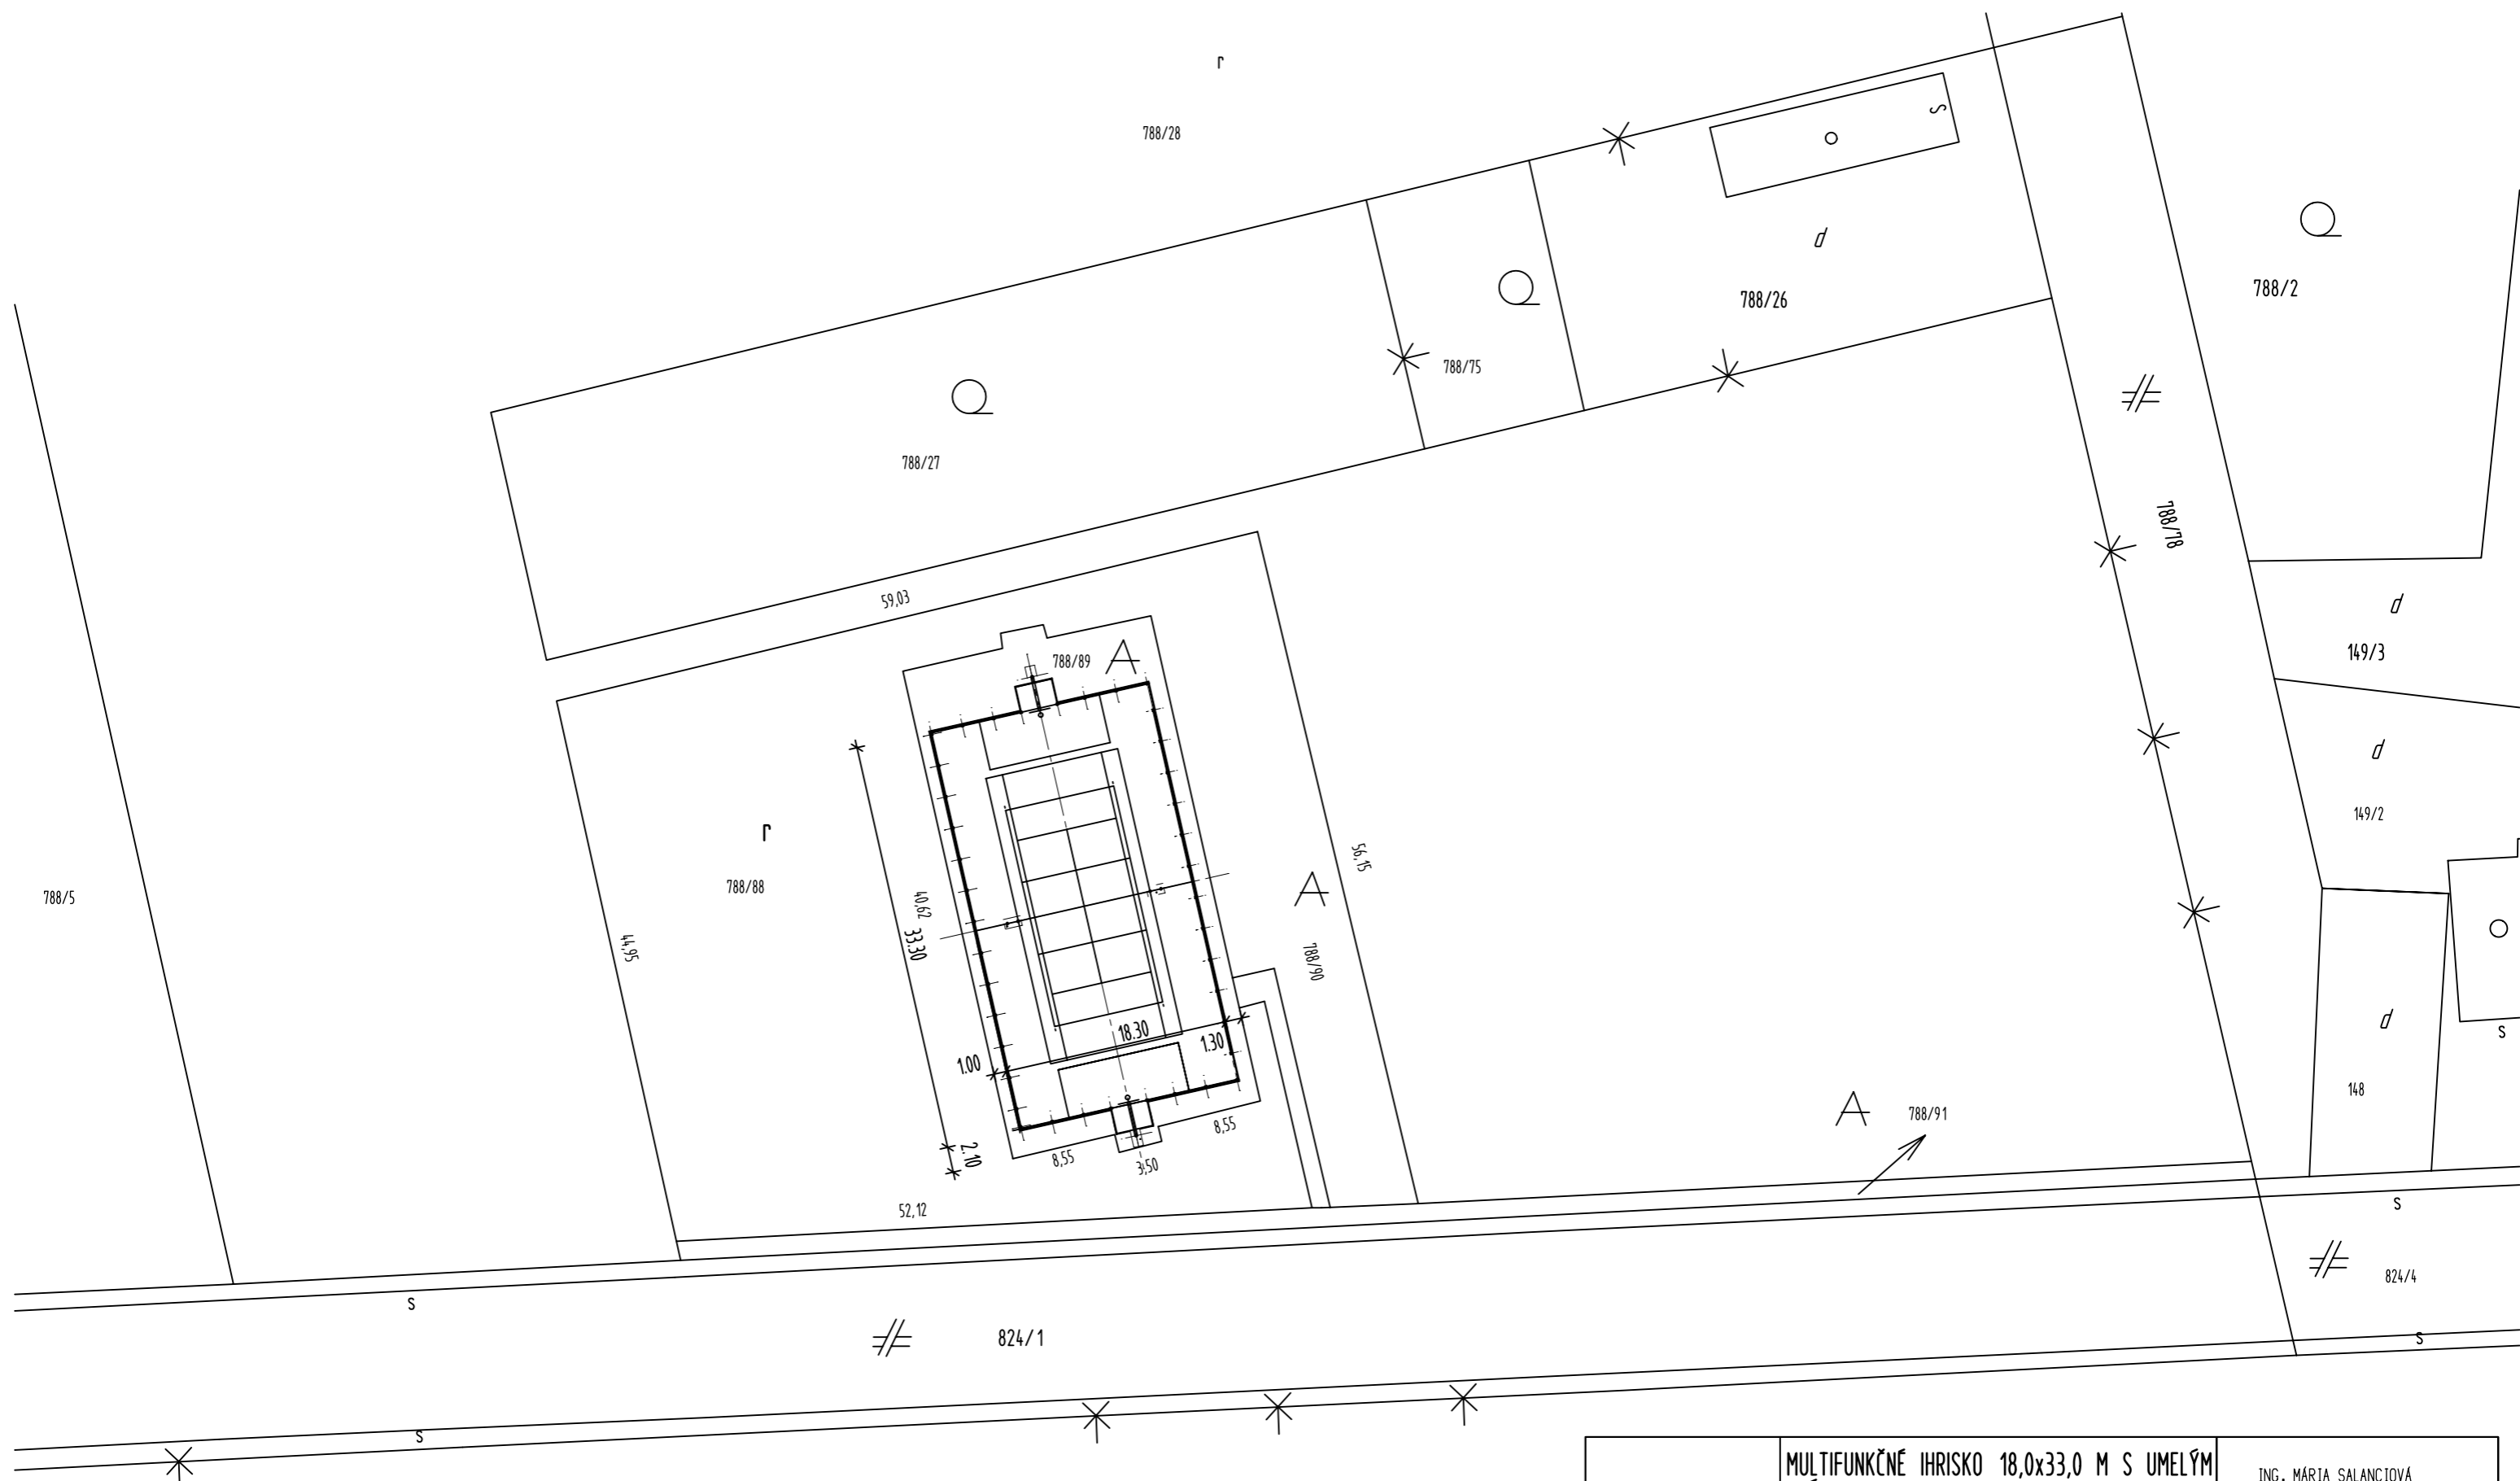 r
788/28
S
d
788/26
788/2
788/75
788/27
788/78
59,03
d
149/3
788/89
d
149/2
r
788/88
788/5
40,62
33.30
56,15
44,95
788/90
18.30
1.30
1.00
d
s
148
788/91
2.10
8,55
3,50
8,55
52,12
s
s
824/4
824/1
s
s
MULTIFUNKČNÉ IHRISKO 18,0x33,0 M S UMELÝM
ING. MÁRIA SALANCIOVÁ